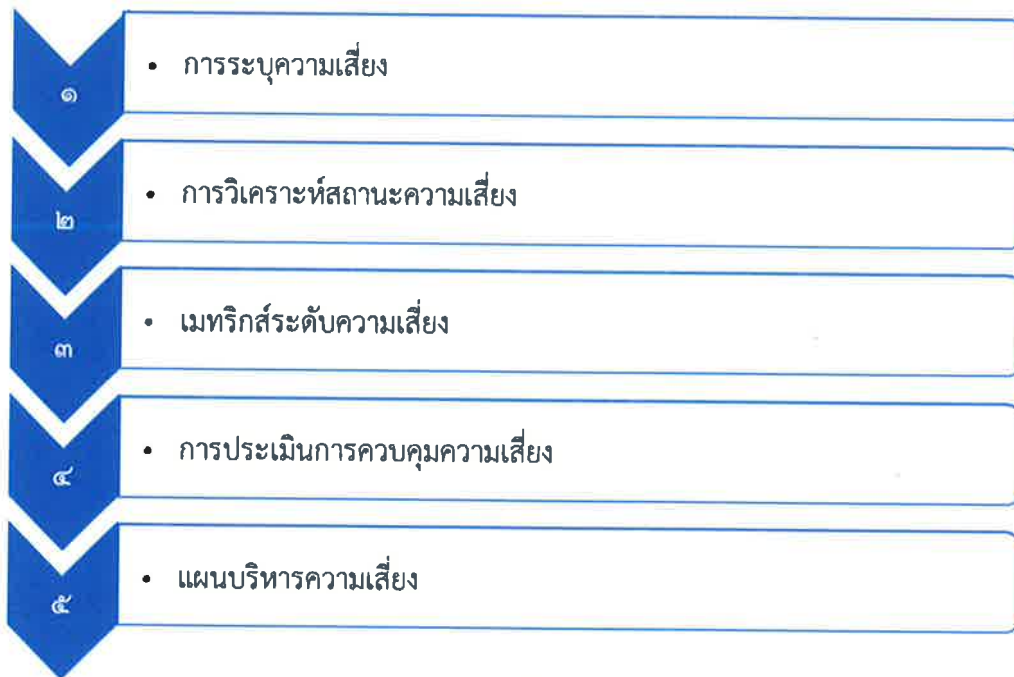 ๑
• การระบุความเสี่ยง
๒
• การวิเคราะห์สถานะความเสี่ยง
๓
• เมทริกส์ระดับความเสี่ยง
๔
• การประเมินการควบคุมความเสี่ยง
๕
• แผนบริหารความเสี่ยง